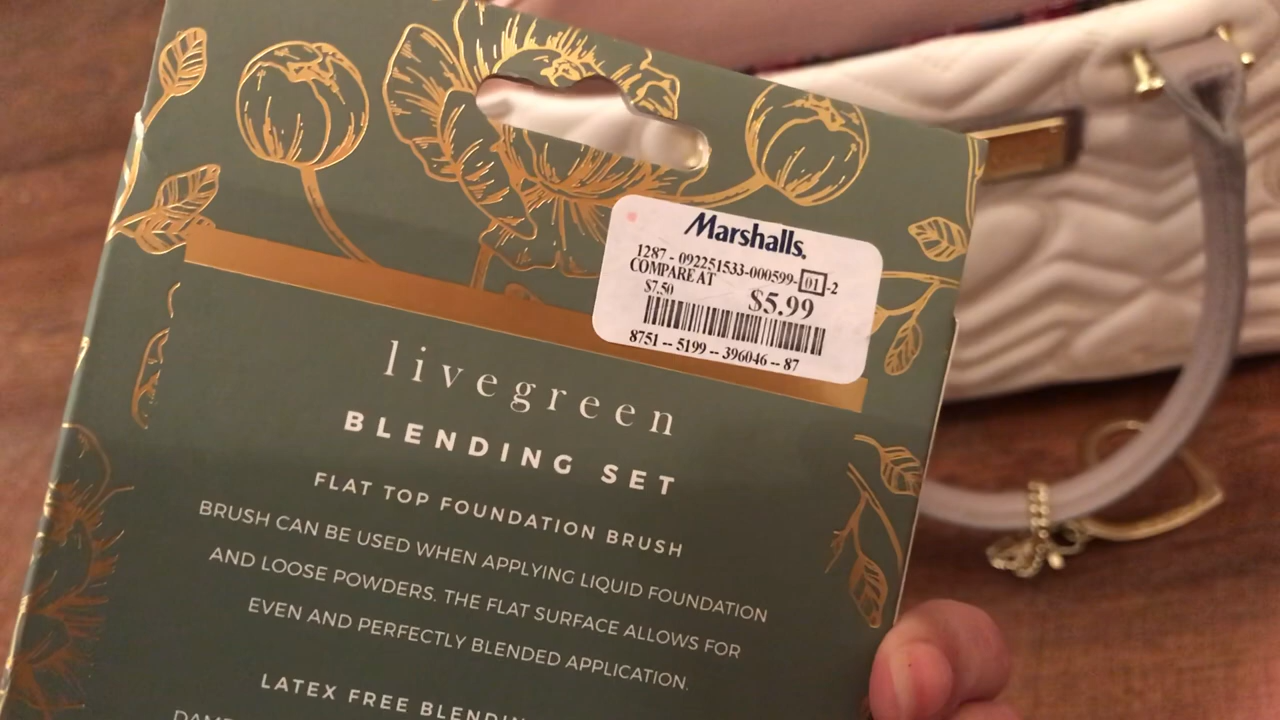 Marshalls.
1287 - 092251533-000599-01-2
COMPARE AT
$7.50 $5.99
8751 -- 5199 -- 396046 -- 87
livegreen
BLENDING SET
FLAT TOP FOUNDATION BRUSH
BRUSH CAN BE USED WHEN APPLYING LIQUID FOUNDATION
AND LOOSE POWDERS. THE FLAT SURFACE ALLOWS FOR
EVEN AND PERFECTLY BLENDED APPLICATION.
LATEX FREE